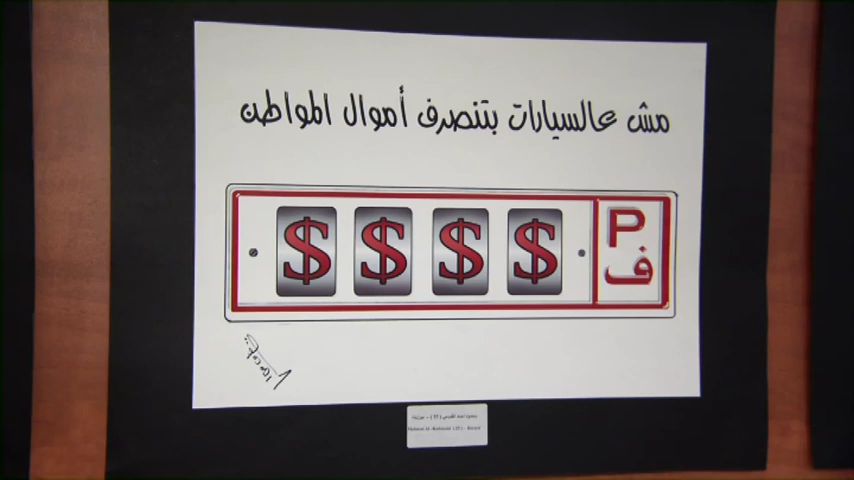 مش عالسيارات بتنصرف أموال المواطن
$ $ $ $
P
ف